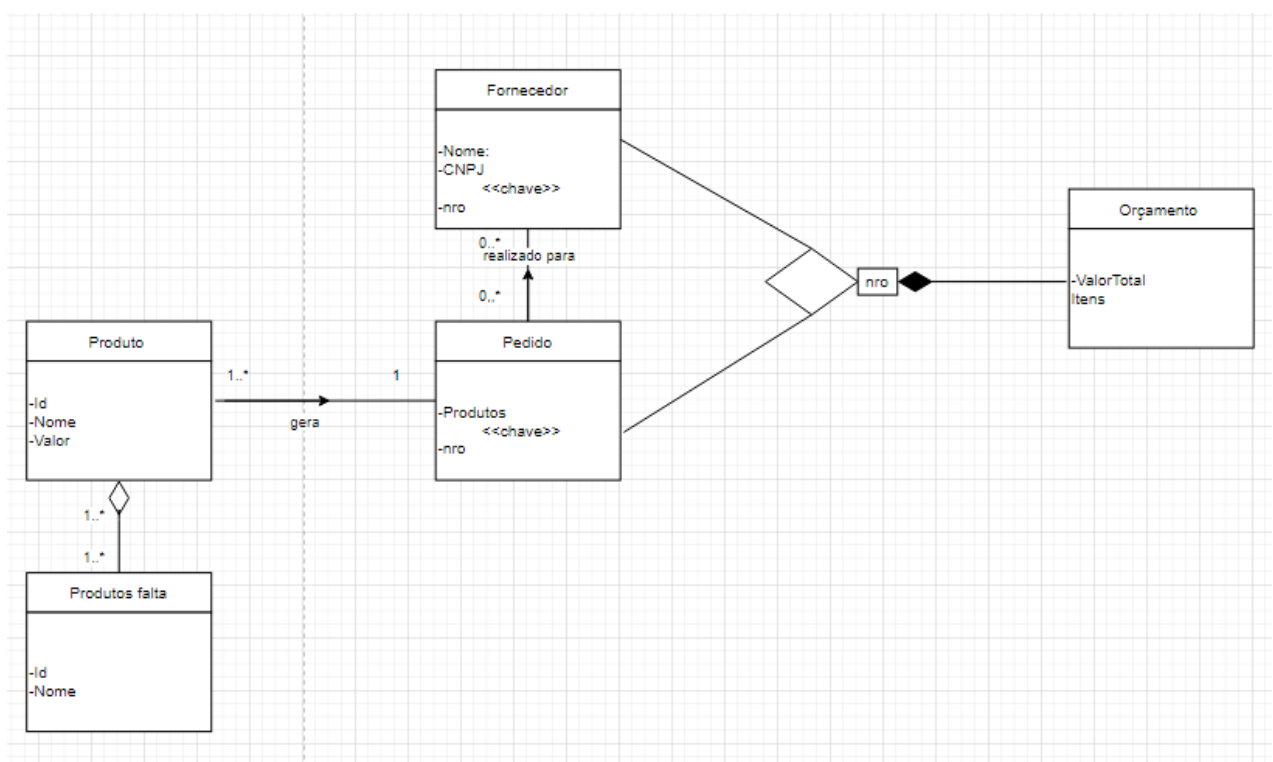 Fornecedor
-Nome:
-CNPJ
<<chave>>
-nro
0..*
realizado para
0..*
Orçamento
-ValorTotal
Itens
nro
Produto
-Id
-Nome
-Valor
1..*
1
gera
Pedido
-Produtos
<<chave>>
-nro
1..*
1..*
Produtos falta
-Id
-Nome